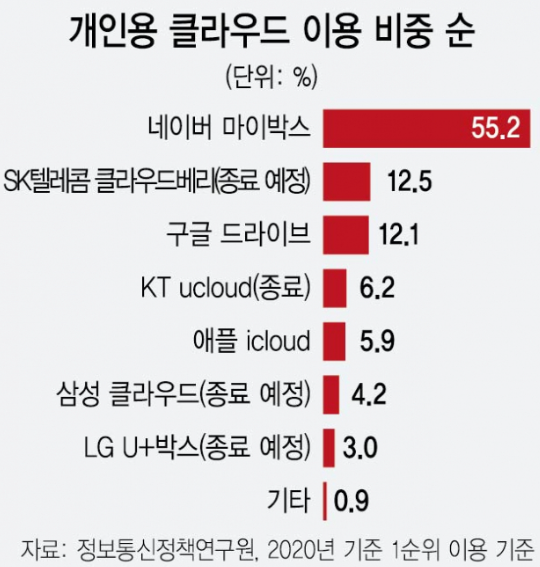 개인용 클라우드 이용 비중 순
(단위: %)
네이버 마이박스 55.2
SK텔레콤 클라우드베리(종료 예정) 12.5
구글 드라이브 12.1
KT ucloud(종료) 6.2
애플 icloud 5.9
삼성 클라우드(종료 예정) 4.2
LG U+박스(종료 예정) 3.0
기타 0.9
자료: 정보통신정책연구원, 2020년 기준 1순위 이용 기준